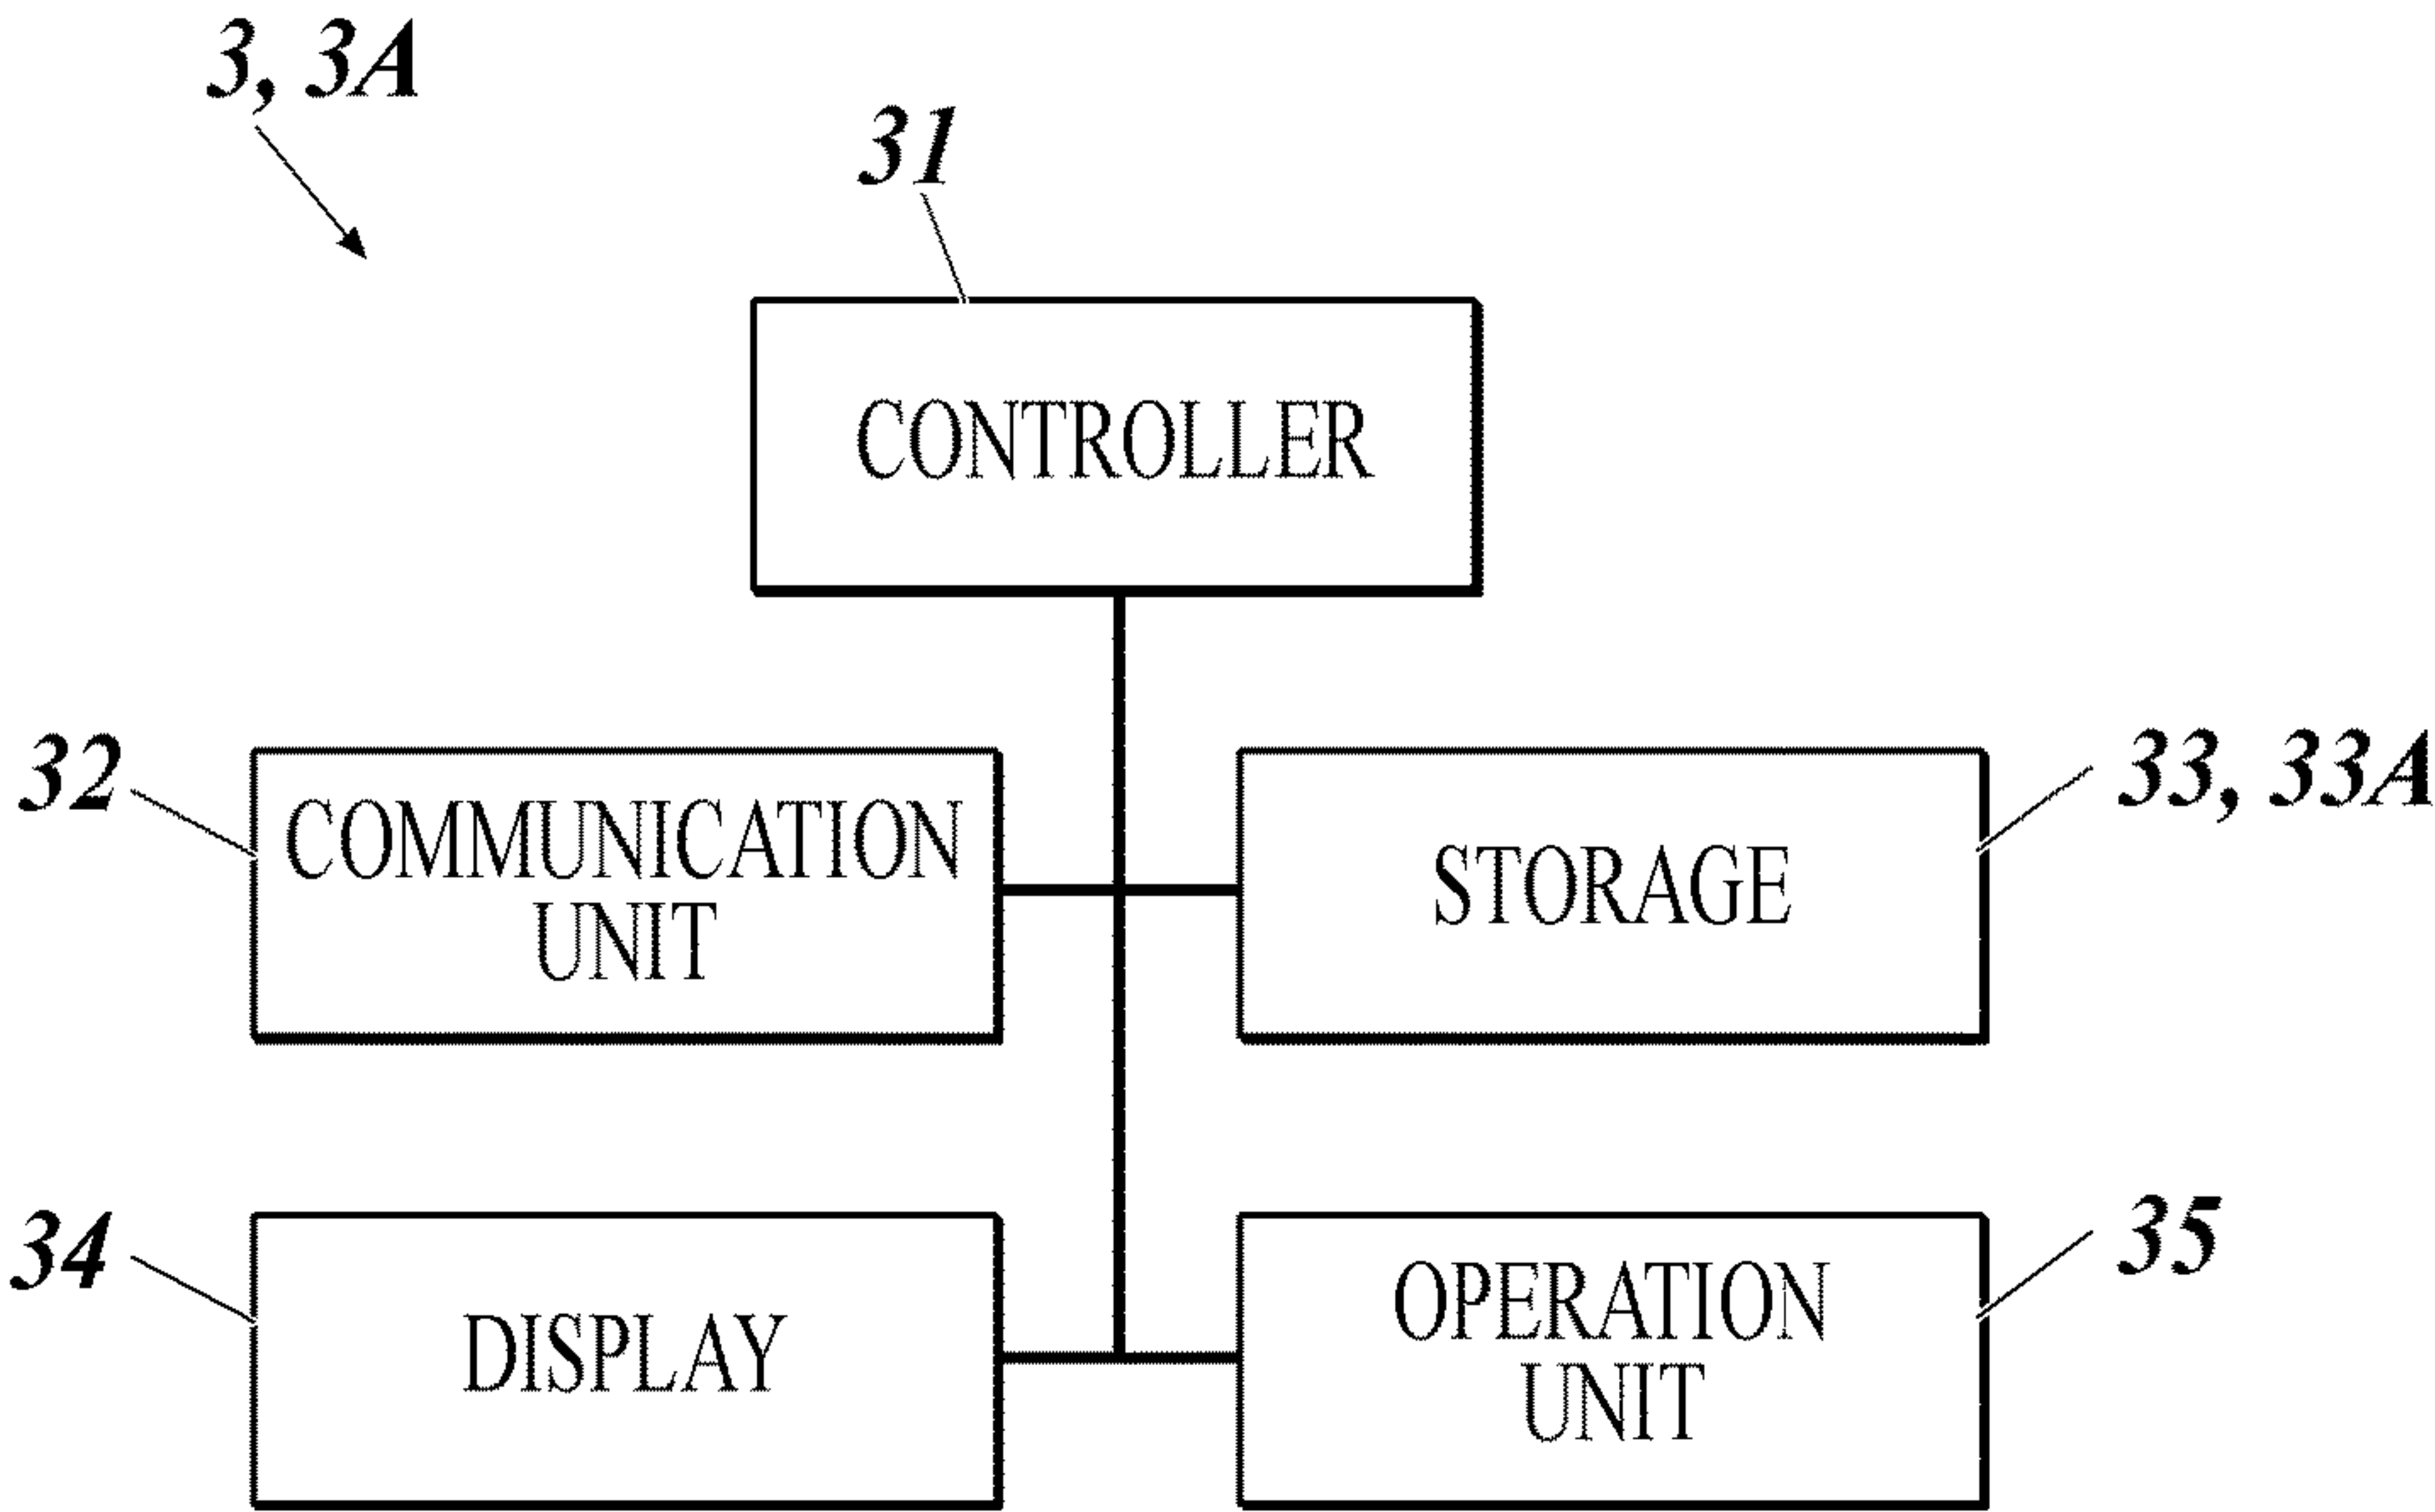 3, 3A
31
CONTROLLER
32
COMMUNICATION
UNIT
33, 33A
STORAGE
34
DISPLAY
35
OPERATION
UNIT